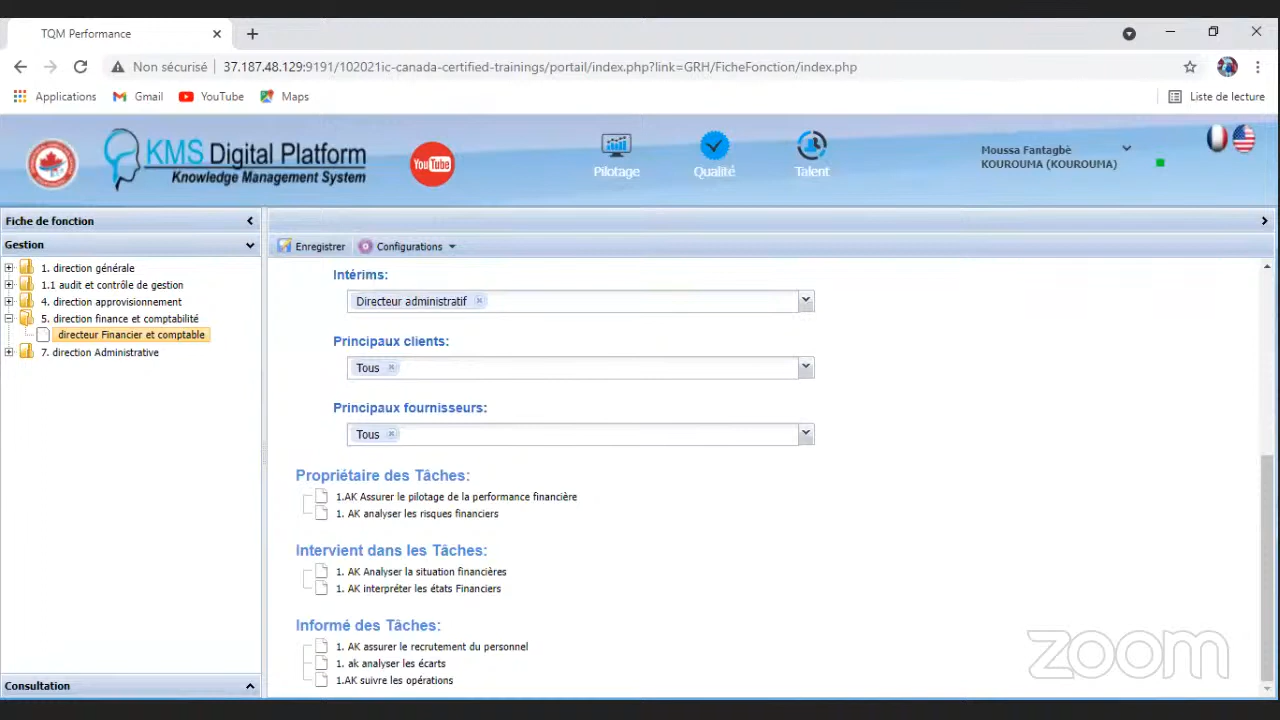 TQM Performance
Non sécurisé
37.187.48.129:9191/102021ic-canada-certified-trainings/portail/index.php?link=GRH/FicheFonction/index.php
Applications
Gmail
YouTube
Maps
Liste de lecture
KMS Digital Platform
Knowledge Management System
YouTube
Pilotage
Qualité
Talent
Moussa Fantagbè
KOUROUMA (KOUROUMA)
Fiche de fonction
Gestion
1. direction générale
1.1 audit et contrôle de gestion
4. direction approvisionnement
5. direction finance et comptabilité
directeur Financier et comptable
7. direction Administrative
Consultation
Enregistrer
Configurations
Intérims:
Directeur administratif
Principaux clients:
Tous
Principaux fournisseurs:
Tous
Propriétaire des Tâches:
1.AK Assurer le pilotage de la performance financière
1. AK analyser les risques financiers
Intervient dans les Tâches:
1. AK Analyser la situation financières
1. AK interpréter les états Financiers
Informé des Tâches:
1. AK assurer le recrutement du personnel
1. ak analyser les écarts
1.AK suivre les opérations
zoom